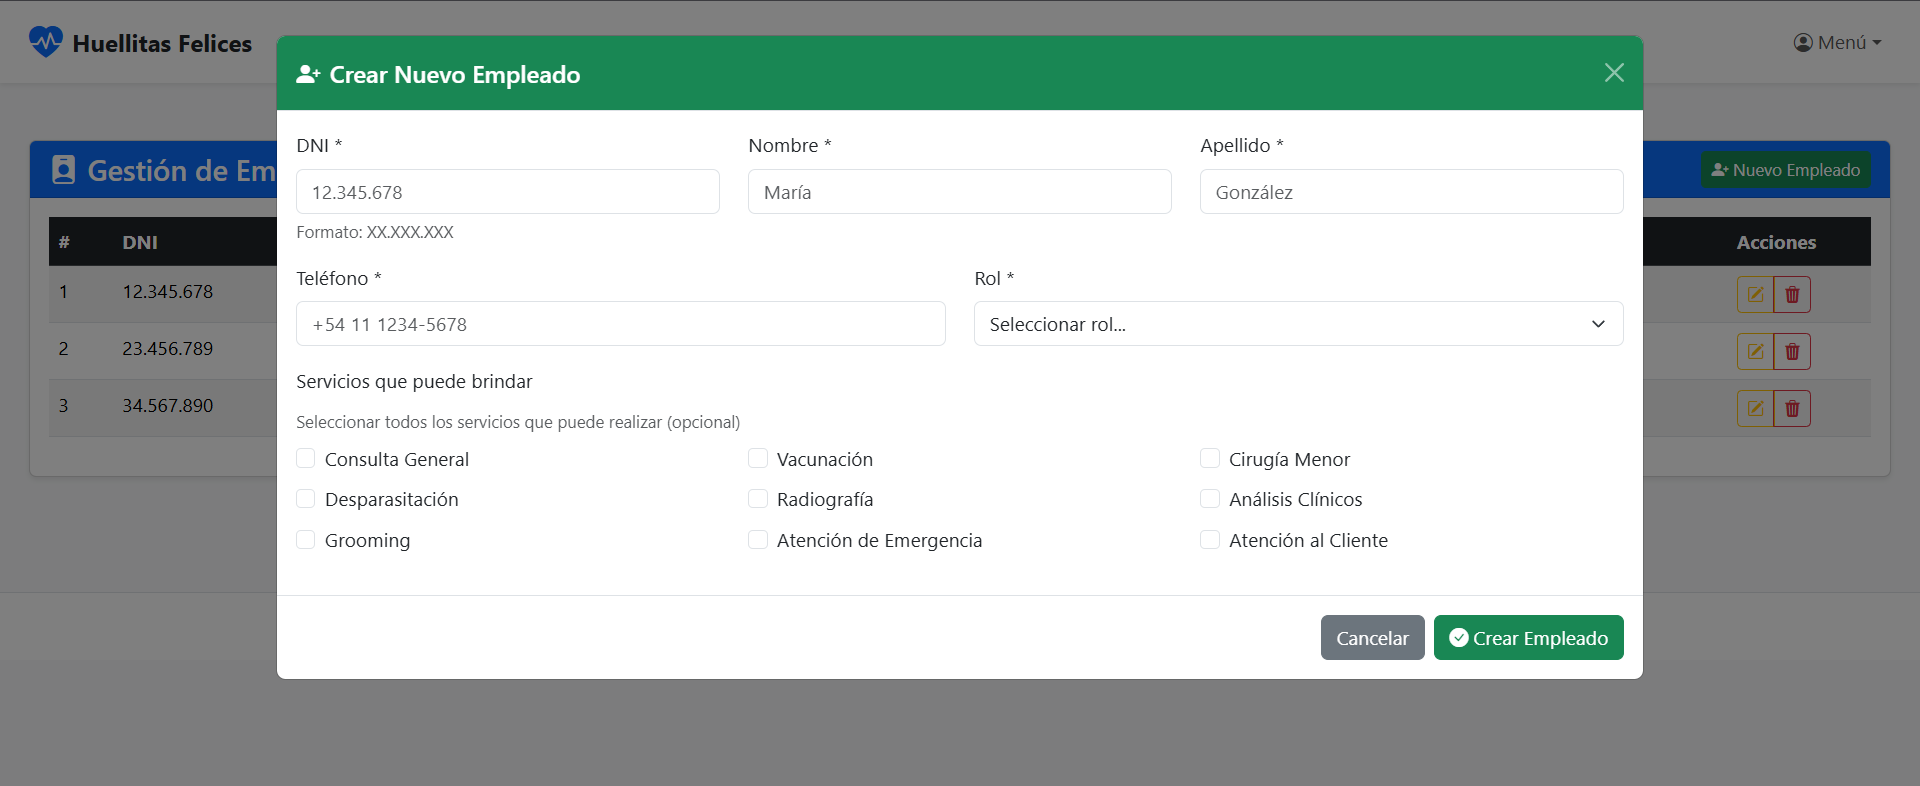 Huellitas Felices
Menú
Crear Nuevo Empleado
Gestión de Em
Nuevo Empleado
DNI *
Nombre *
Apellido *
12.345.678
María
González
Formato: XX.XXX.XXX
# DNI
Acciones
Teléfono *
Rol *
1 12.345.678
+54 11 1234-5678
Seleccionar rol...
2 23.456.789
Servicios que puede brindar
3 34.567.890
Seleccionar todos los servicios que puede realizar (opcional)
Consulta General
Vacunación
Cirugía Menor
Desparasitación
Radiografía
Análisis Clínicos
Grooming
Atención de Emergencia
Atención al Cliente
Cancelar
Crear Empleado